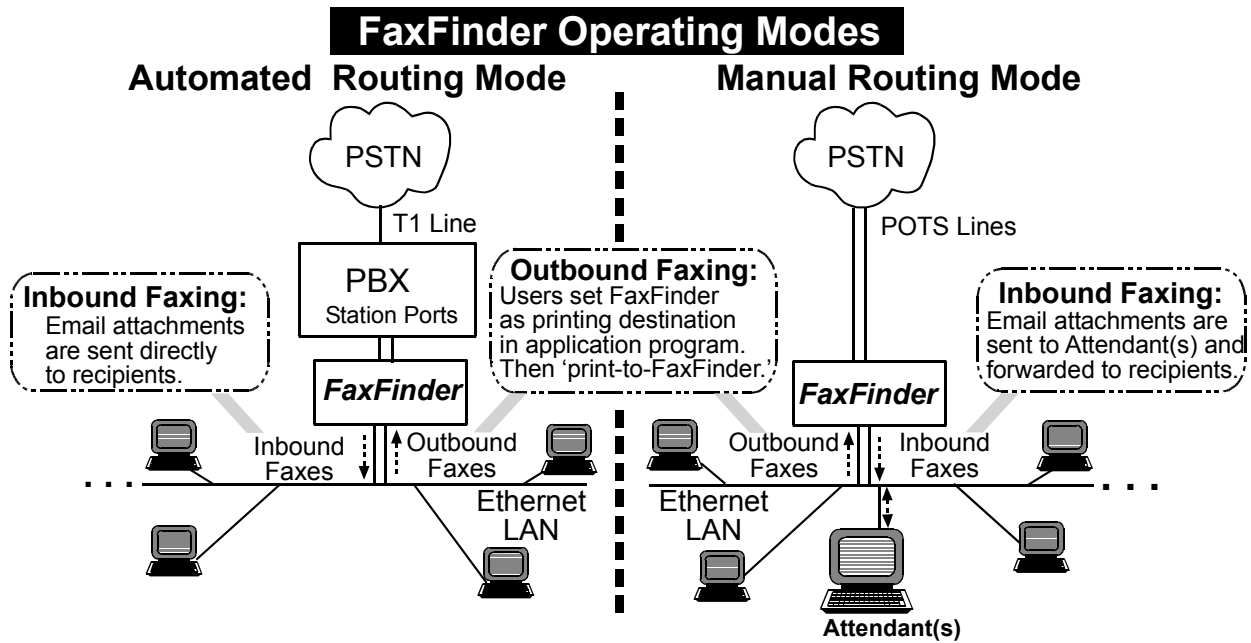 FaxFinder Operating Modes
Automated Routing Mode
PSTN
T1 Line
PBX
Station Ports
FaxFinder
Inbound Faxing:
Email attachments
are sent directly
to recipients.
Outbound Faxing:
Users set FaxFinder
as printing destination
in application program.
Then ‘print-to-FaxFinder.’
Inbound
Faxes
Outbound
Faxes
. . .
Ethernet
LAN
Manual Routing Mode
PSTN
POTS Lines
FaxFinder
Inbound Faxing:
Email attachments are
sent to Attendant(s) and
forwarded to recipients.
Outbound
Faxes
Inbound
Faxes
Ethernet
LAN
. . .
Attendant(s)